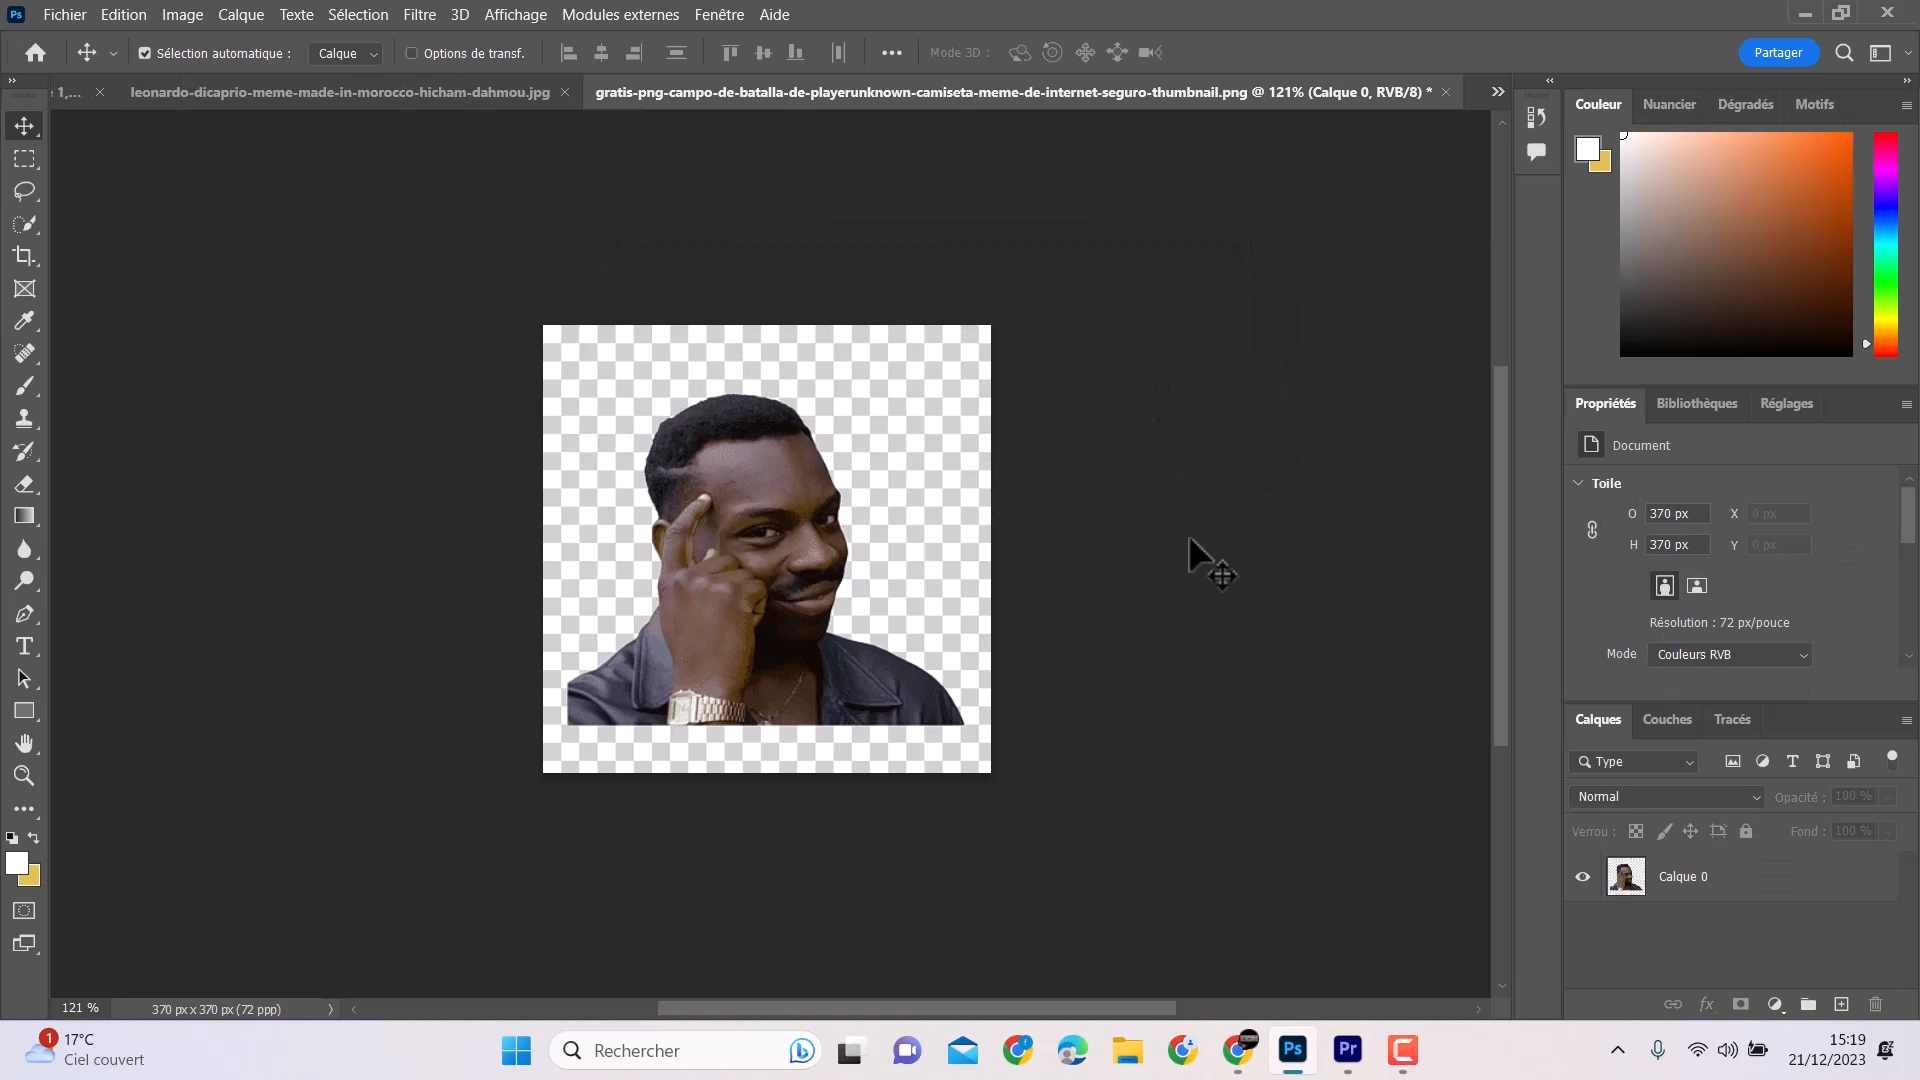 Ps Fichier Edition Image Calque Texte Sélection Filtre 3D Affichage Modules externes Fenêtre Aide
Sélection automatique : Calque Options de transf. Mode 3D : Partager
1,... leonardo-dicaprio-meme-made-in-morocco-hicham-dahmou.jpg gratis-png-campo-de-batalla-de-playerunknown-camiseta-meme-de-internet-seguro-thumbnail.png @ 121% (Calque 0, RVB/8) *
Couleur Nuancier Dégradés Motifs
Propriétés Bibliothèques Réglages
Document
Toile
O 370 px X 0 px
H 370 px Y 0 px
Résolution : 72 px/pouce
Mode Couleurs RVB
Calques Couches Tracés
Type
Normal Opacité : 100 %
Verrou : Fond : 100 %
Calque 0
fx
121 % 370 px x 370 px (72 ppp)
1 17°C
Ciel couvert
Rechercher
Ps Pr
15:19
21/12/2023